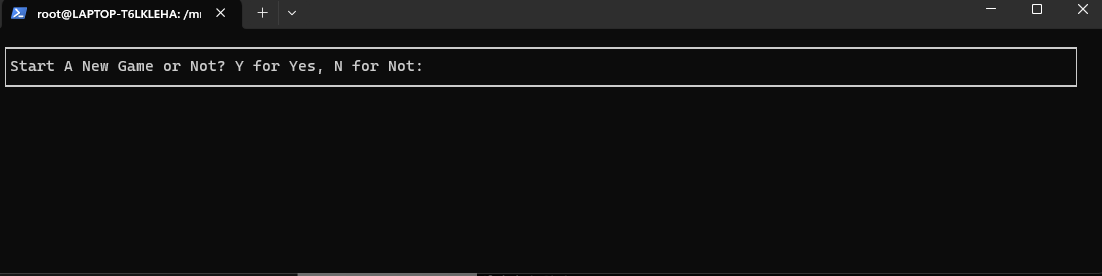 root@LAPTOP-T6LKLEHA: /m
Start A New Game or Not? Y for Yes, N for Not: